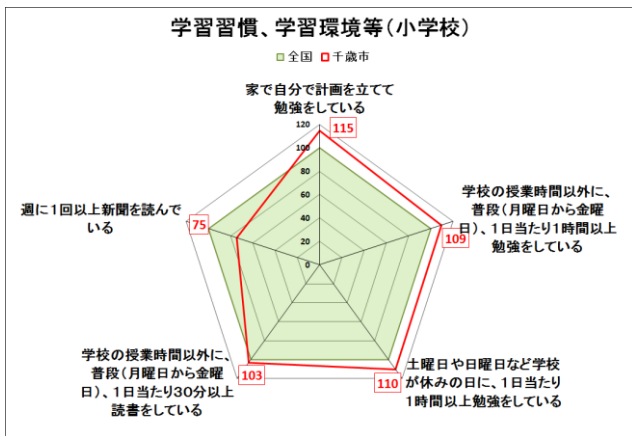 学習習慣、学習環境等(小学校)
全国 千歳市
家で自分で計画を立てて
勉強をしている
120
115
100
80
60
40
20
0
学校の授業時間以外に、
普段(月曜日から金曜
日)、1日当たり1時間以上
勉強をしている
109
土曜日や日曜日など学校
が休みの日に、1日当たり
1時間以上勉強をしている
110
学校の授業時間以外に、
普段(月曜日から金曜
日)、1日当たり30分以上
読書をしている
103
週に1回以上新聞を読んで
いる
75